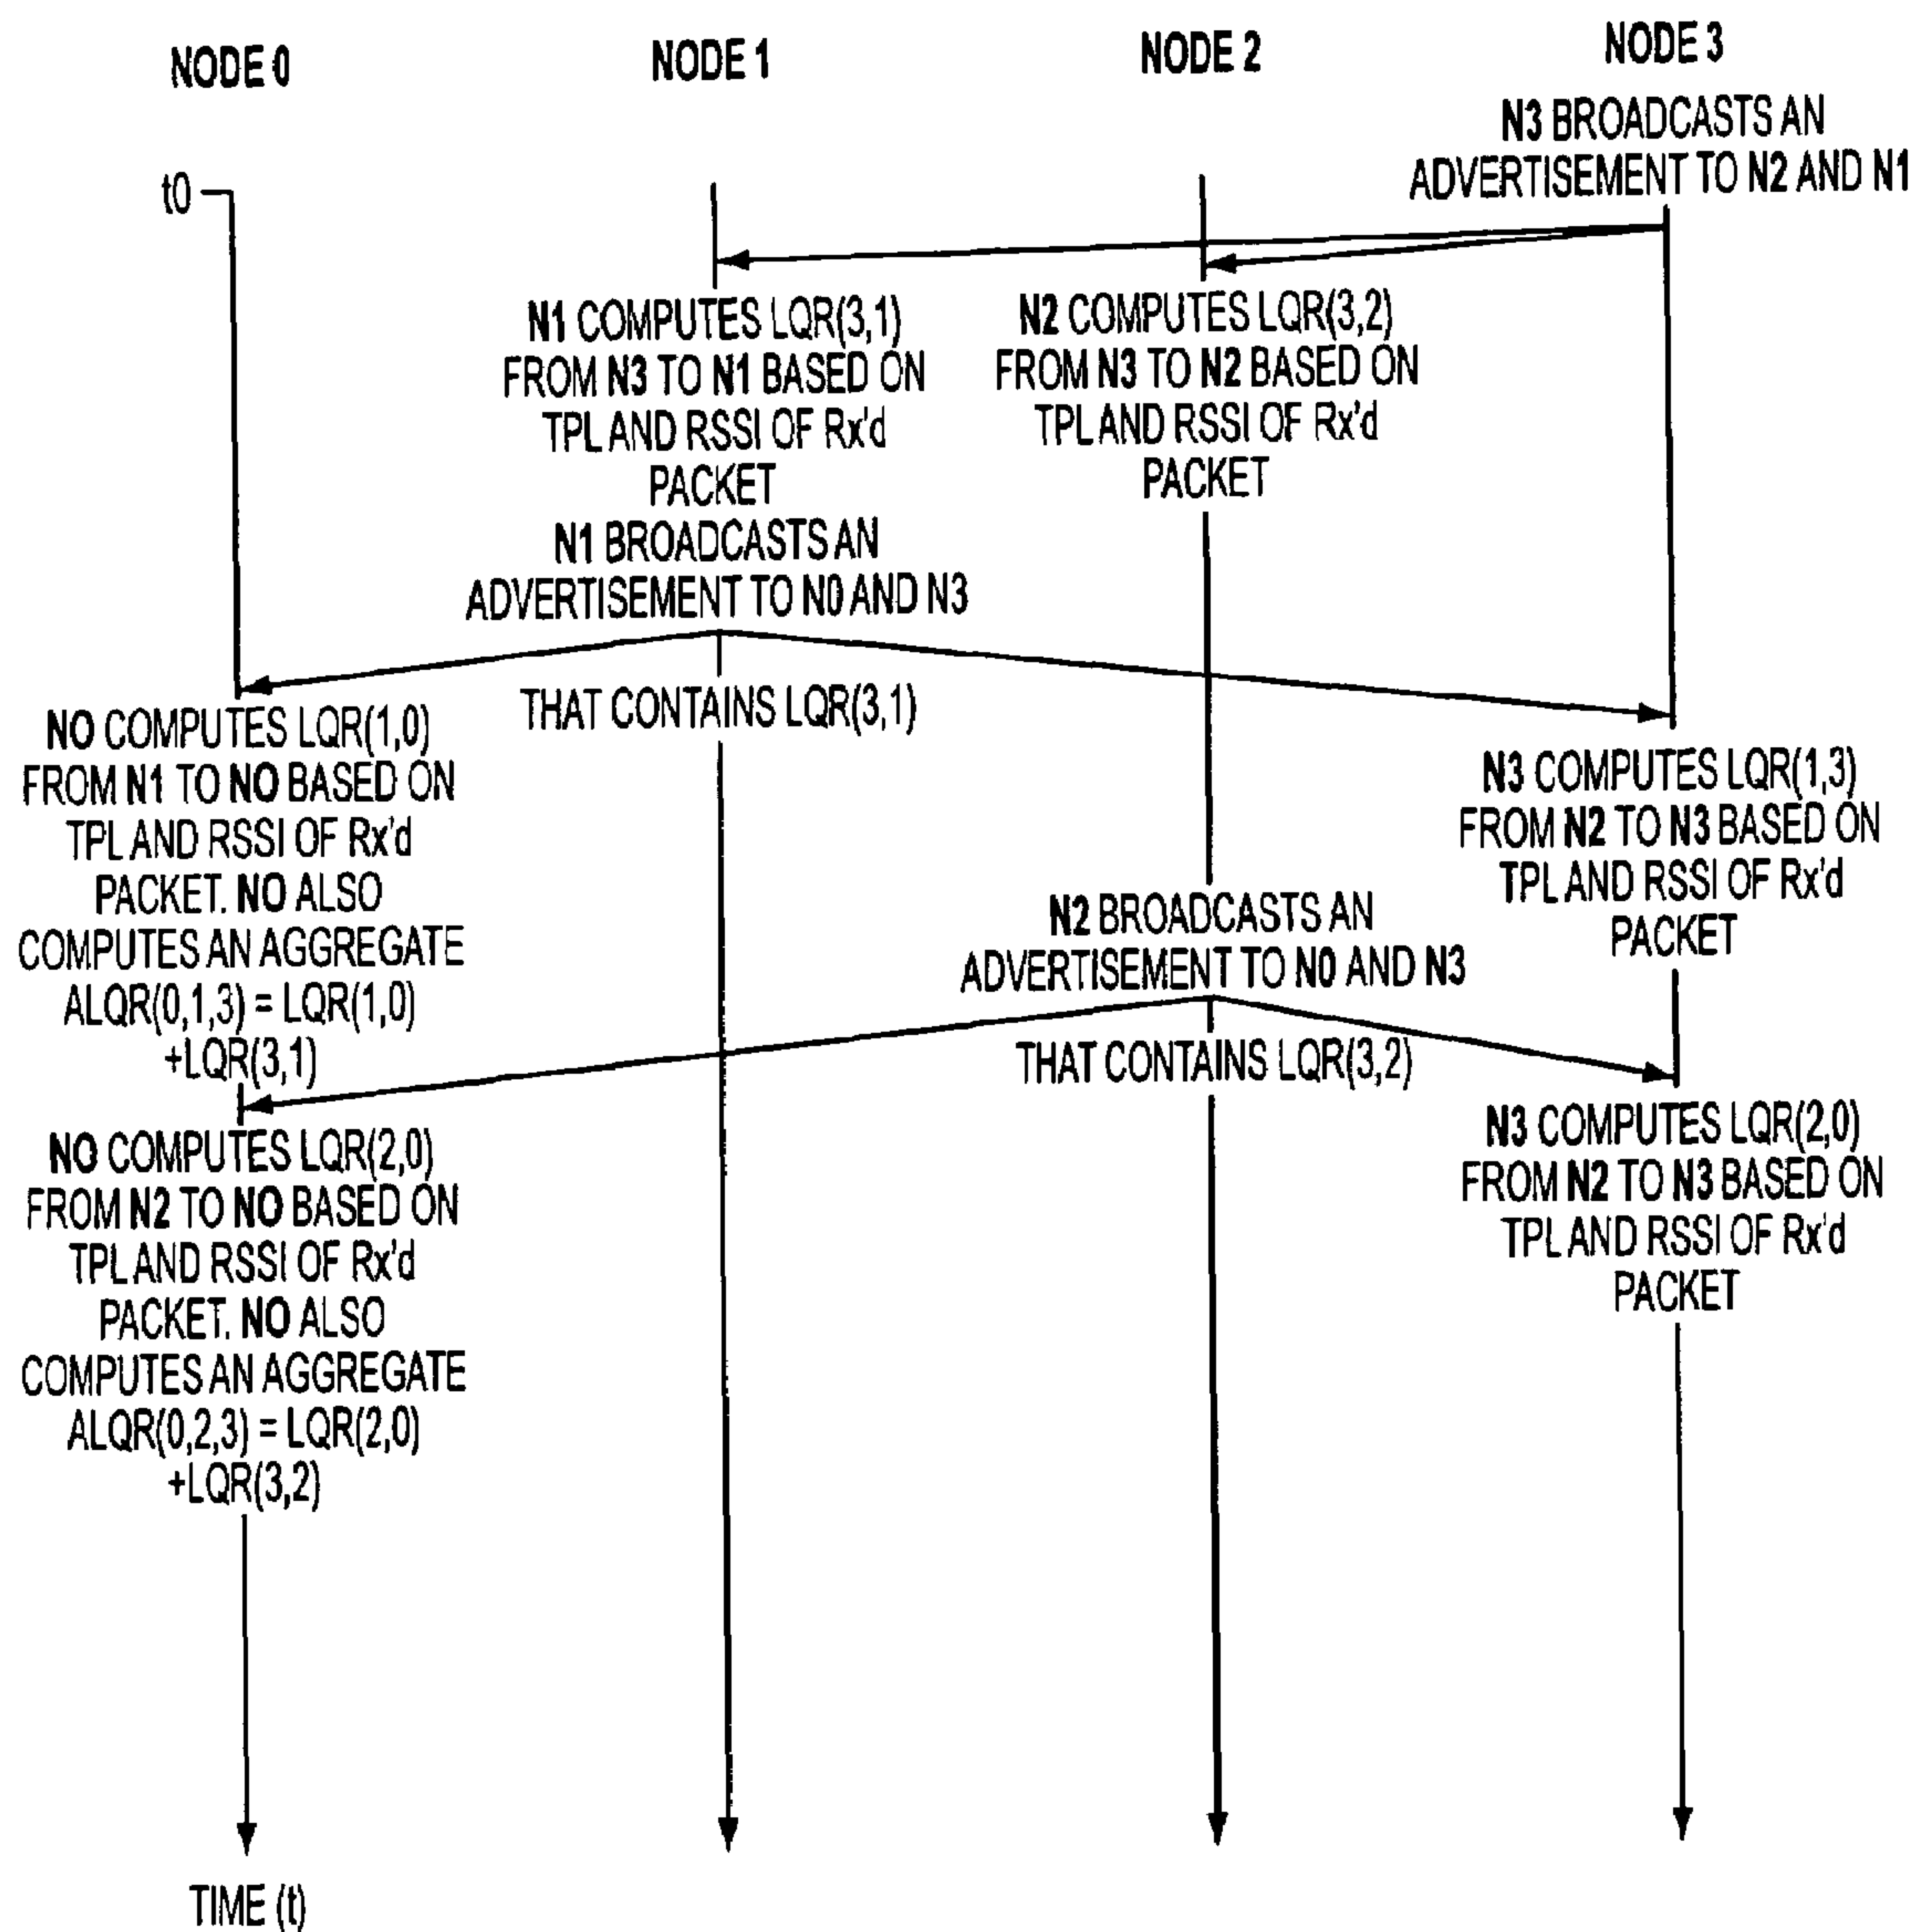 NODE 0
NODE 1
NODE 2
NODE 3
N3 BROADCASTS AN
ADVERTISEMENT TO N2 AND N1
t0
N1 COMPUTES LQR(3,1)
FROM N3 TO N1 BASED ON
TPL AND RSSI OF Rx'd
PACKET
N1 BROADCASTS AN
ADVERTISEMENT TO N0 AND N3
THAT CONTAINS LQR(3,1)
N2 COMPUTES LQR(3,2)
FROM N3 TO N2 BASED ON
TPL AND RSSI OF Rx'd
PACKET
NO COMPUTES LQR(1,0)
FROM N1 TO NO BASED ON
TPL AND RSSI OF Rx'd
PACKET. NO ALSO
COMPUTES AN AGGREGATE
ALQR(0,1,3) = LQR(1,0)
+LQR(3,1)
N3 COMPUTES LQR(1,3)
FROM N2 TO N3 BASED ON
TPL AND RSSI OF Rx'd
PACKET
N2 BROADCASTS AN
ADVERTISEMENT TO N0 AND N3
THAT CONTAINS LQR(3,2)
NO COMPUTES LQR(2,0)
FROM N2 TO NO BASED ON
TPL AND RSSI OF Rx'd
PACKET. NO ALSO
COMPUTES AN AGGREGATE
ALQR(0,2,3) = LQR(2,0)
+LQR(3,2)
N3 COMPUTES LQR(2,0)
FROM N2 TO N3 BASED ON
TPL AND RSSI OF Rx'd
PACKET
TIME (t)